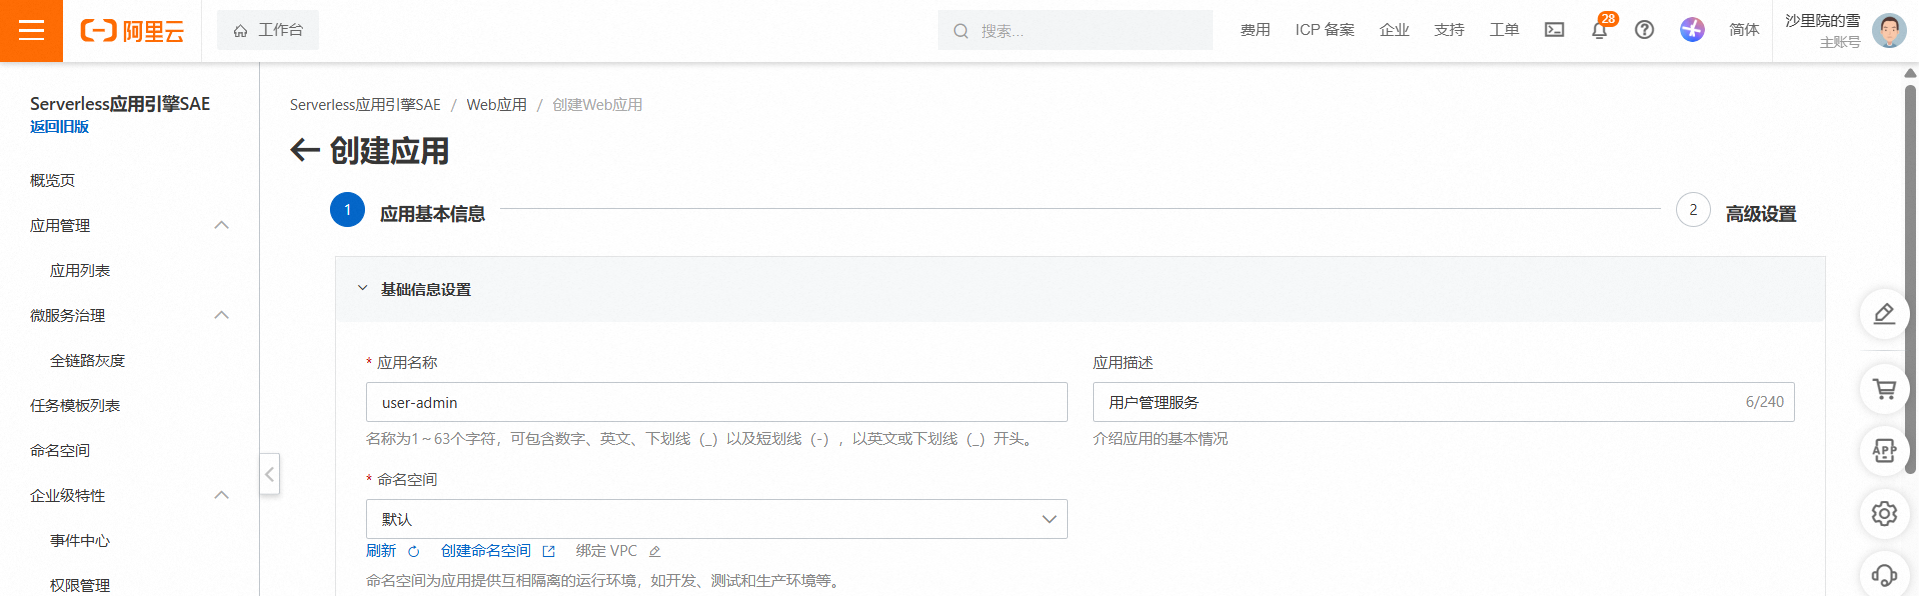 阿里云
工作台
搜索...
费用
ICP 备案
企业
支持
工单
28
简体
沙里院的雪
主账号
Serverless应用引擎SAE
返回旧版
概览页
应用管理
应用列表
微服务治理
全链路灰度
任务模板列表
命名空间
企业级特性
事件中心
权限管理
Serverless应用引擎SAE / Web应用 / 创建Web应用
创建应用
1 应用基本信息
2 高级设置
基础信息设置
* 应用名称
user-admin
名称为1~63个字符，可包含数字、英文、下划线（_）以及短划线（-），以英文或下划线（_）开头。
应用描述
用户管理服务 6/240
介绍应用的基本情况
* 命名空间
默认
刷新 创建命名空间 绑定 VPC
命名空间为应用提供互相隔离的运行环境，如开发、测试和生产环境等。
APP